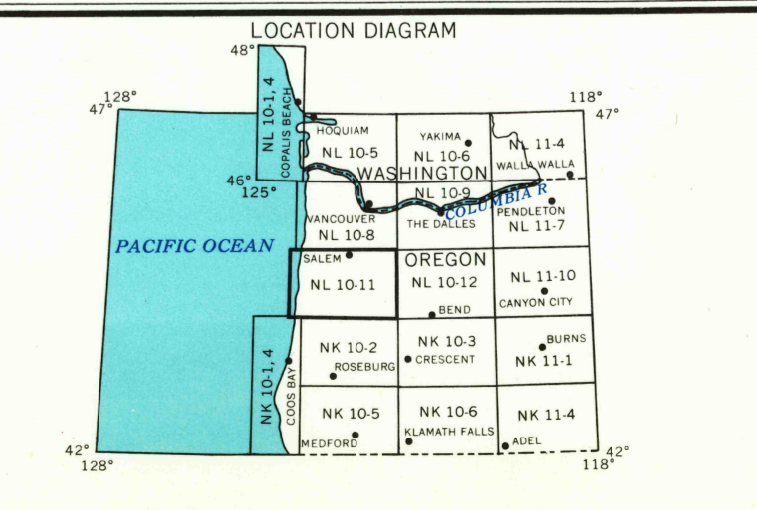 LOCATION DIAGRAM
48°
128°
118°
47°
47°
NL 10-1, 4
COPALIS BEACH
HOQUIAM
NL 10-5
YAKIMA
NL 10-6
NL 11-4
WALLA WALLA
WASHINGTON
46°
125°
NL 10-9
COLUMBIA R
VANCOUVER
NL 10-8
THE DALLES
PENDLETON
NL 11-7
PACIFIC OCEAN
SALEM
NL 10-11
OREGON
NL 10-12
BEND
NL 11-10
CANYON CITY
NK 10-1, 4
COOS BAY
NK 10-2
ROSEBURG
NK 10-3
CRESCENT
BURNS
NK 11-1
NK 10-5
MEDFORD
NK 10-6
KLAMATH FALLS
NK 11-4
ADEL
42°
42°
128°
118°